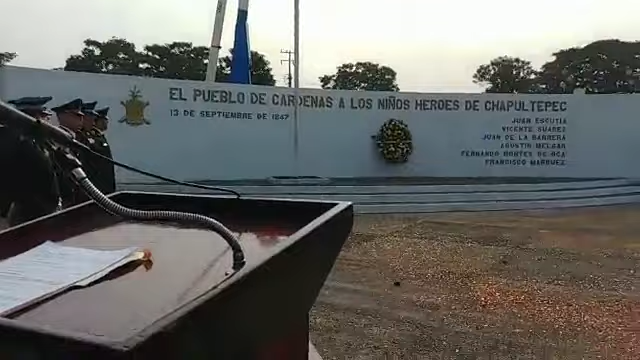 EL PUEBLO DE CARDENAS A LOS NIÑOS HEROES DE CHAPULTEPEC
13 DE SEPTIEMBRE DE 1847
JUAN ESCUTIA
VICENTE SUAREZ
JUAN DE LA BARRERA
AGUSTIN MELGAR
FERNANDO MONTES DE OCA
FRANCISCO MARQUEZ